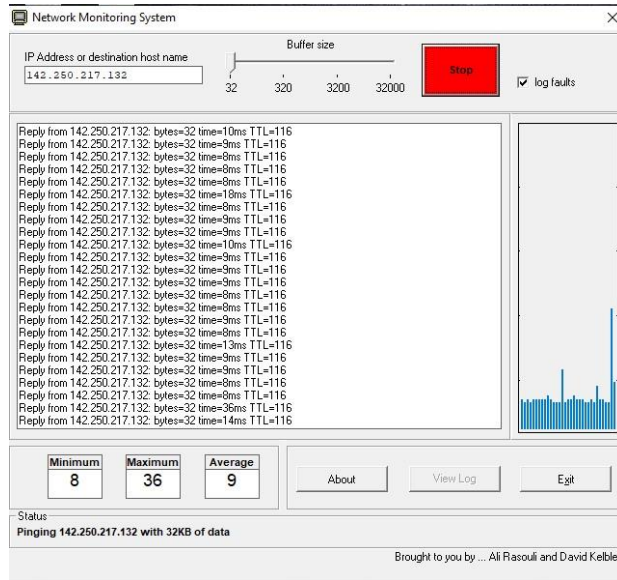 Network Monitoring System
IP Address or destination host name
142.250.217.132
Buffer size
32 320 3200 32000
Stop
log faults
Reply from 142.250.217.132: bytes=32 time=10ms TTL=116
Reply from 142.250.217.132: bytes=32 time=9ms TTL=116
Reply from 142.250.217.132: bytes=32 time=8ms TTL=116
Reply from 142.250.217.132: bytes=32 time=8ms TTL=116
Reply from 142.250.217.132: bytes=32 time=8ms TTL=116
Reply from 142.250.217.132: bytes=32 time=18ms TTL=116
Reply from 142.250.217.132: bytes=32 time=8ms TTL=116
Reply from 142.250.217.132: bytes=32 time=9ms TTL=116
Reply from 142.250.217.132: bytes=32 time=9ms TTL=116
Reply from 142.250.217.132: bytes=32 time=10ms TTL=116
Reply from 142.250.217.132: bytes=32 time=9ms TTL=116
Reply from 142.250.217.132: bytes=32 time=9ms TTL=116
Reply from 142.250.217.132: bytes=32 time=9ms TTL=116
Reply from 142.250.217.132: bytes=32 time=8ms TTL=116
Reply from 142.250.217.132: bytes=32 time=8ms TTL=116
Reply from 142.250.217.132: bytes=32 time=9ms TTL=116
Reply from 142.250.217.132: bytes=32 time=8ms TTL=116
Reply from 142.250.217.132: bytes=32 time=13ms TTL=116
Reply from 142.250.217.132: bytes=32 time=9ms TTL=116
Reply from 142.250.217.132: bytes=32 time=9ms TTL=116
Reply from 142.250.217.132: bytes=32 time=9ms TTL=116
Reply from 142.250.217.132: bytes=32 time=8ms TTL=116
Reply from 142.250.217.132: bytes=32 time=36ms TTL=116
Reply from 142.250.217.132: bytes=32 time=14ms TTL=116
Minimum Maximum Average
8 36 9
About View Log Exit
Status
Pinging 142.250.217.132 with 32KB of data
Brought to you by ... Ali Rasouli and David Kelble